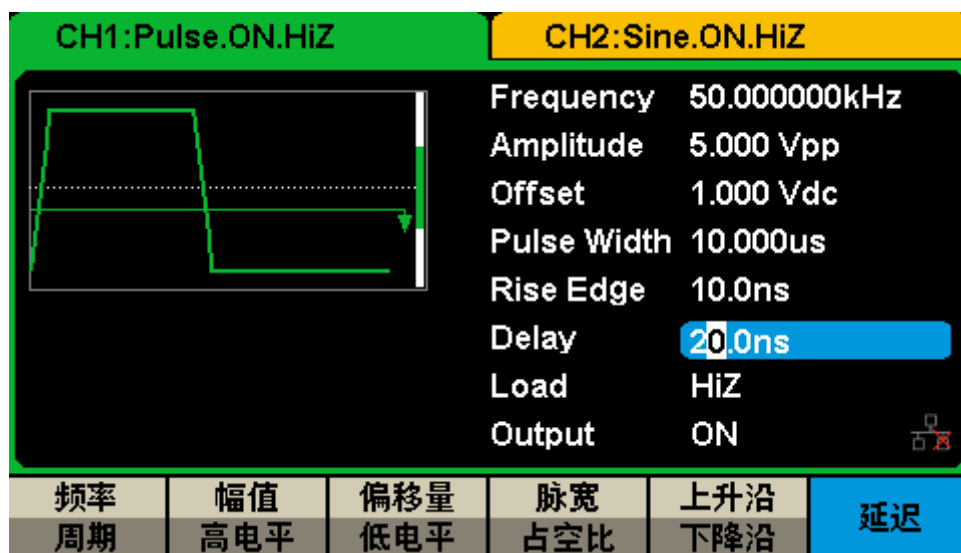 CH1:Pulse.ON.HiZ CH2:Sine.ON.HiZ
Frequency 50.000000kHz
Amplitude 5.000 Vpp
Offset 1.000 Vdc
Pulse Width 10.000us
Rise Edge 10.0ns
Delay 20.0ns
Load HiZ
Output ON
频率 幅值 偏移量 脉宽 上升沿 延迟
周期 高电平 低电平 占空比 下降沿